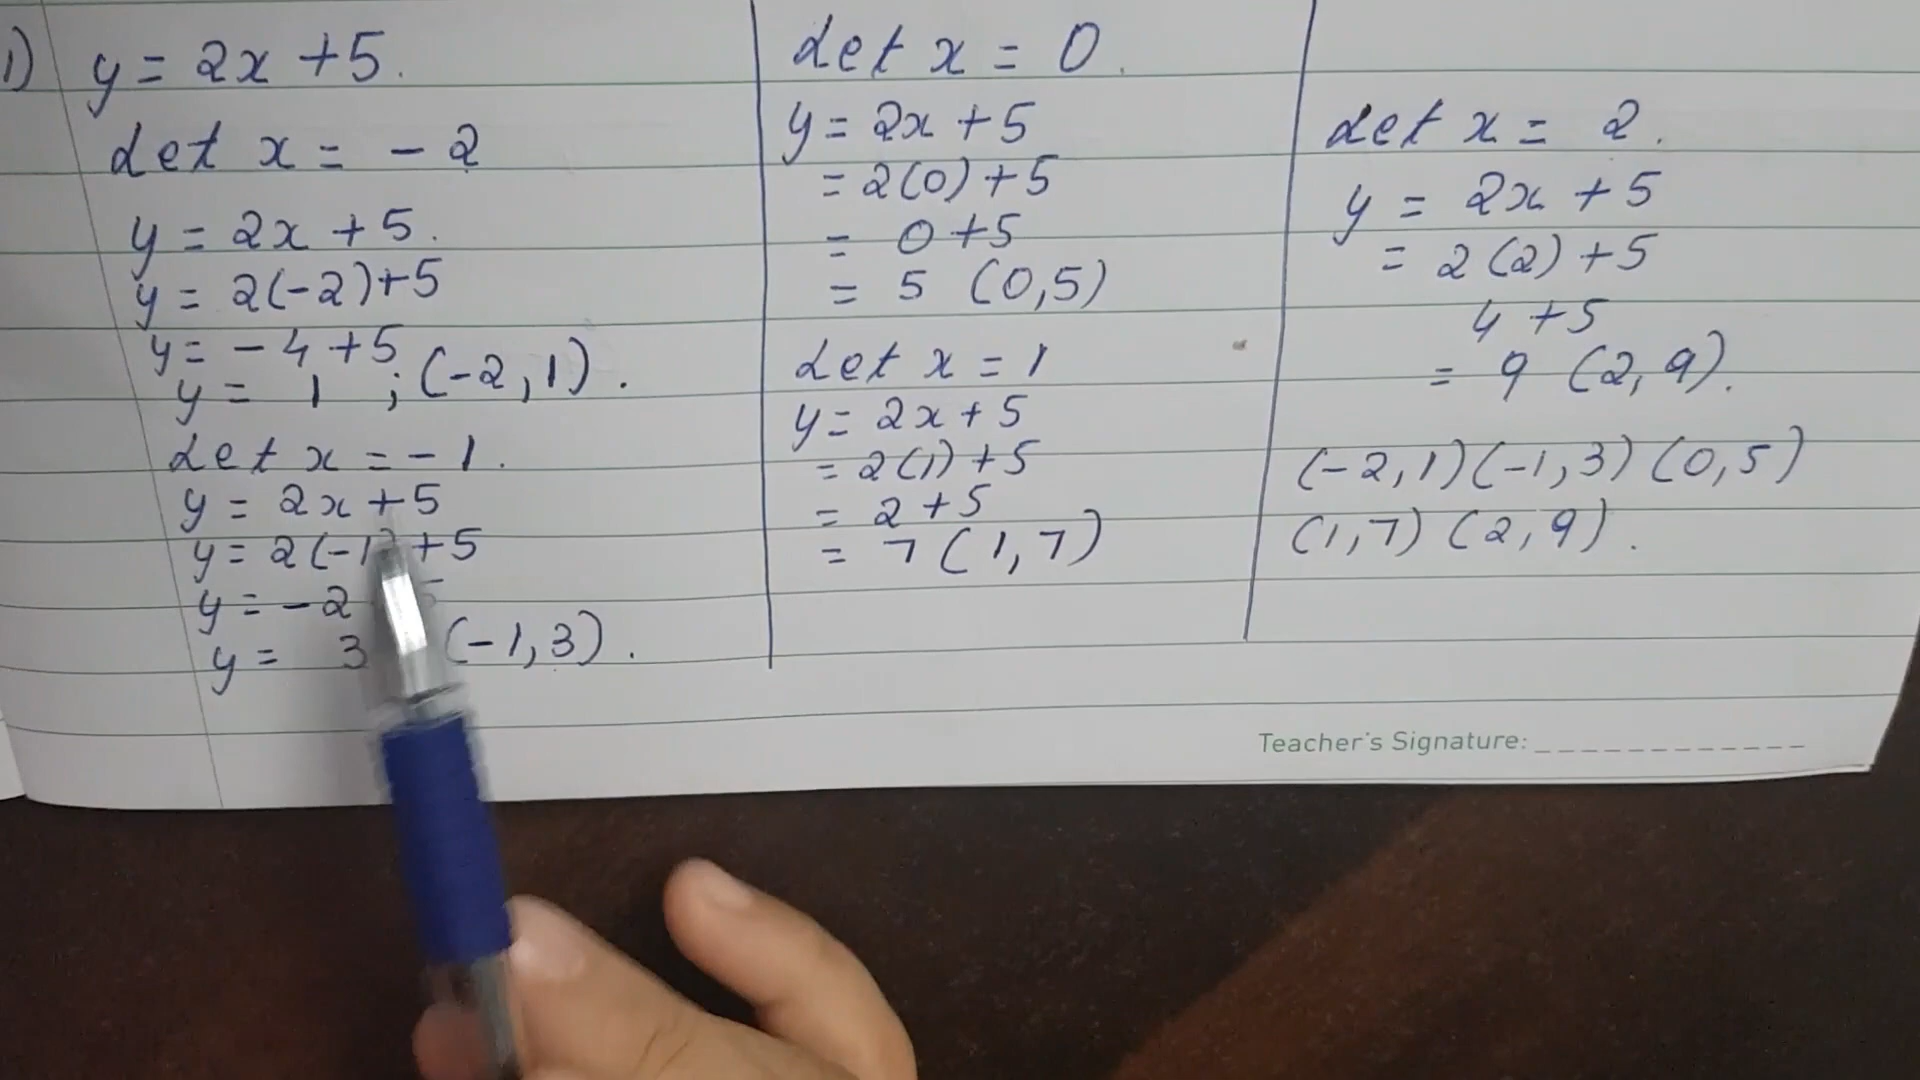 1) y = 2x + 5.
Let x = - 2
y = 2x + 5.
y = 2(-2)+5
y = - 4 + 5
y = 1 ; (-2, 1).
Let x = - 1.
y = 2x + 5
y = 2(-1)+5
y = -2 5
y = 3 (-1,3).
Let x = 0.
y = 2x + 5
= 2(0) + 5
= 0 + 5
= 5 (0,5)
Let x = 1
y = 2x + 5
= 2(1) + 5
= 2 + 5
= 7 (1,7)
Let x = 2.
y = 2x + 5
= 2(2) + 5
4 + 5
= 9 (2,9).
(-2,1)(-1,3)(0,5)
(1,7) (2,9).
Teacher's Signature: